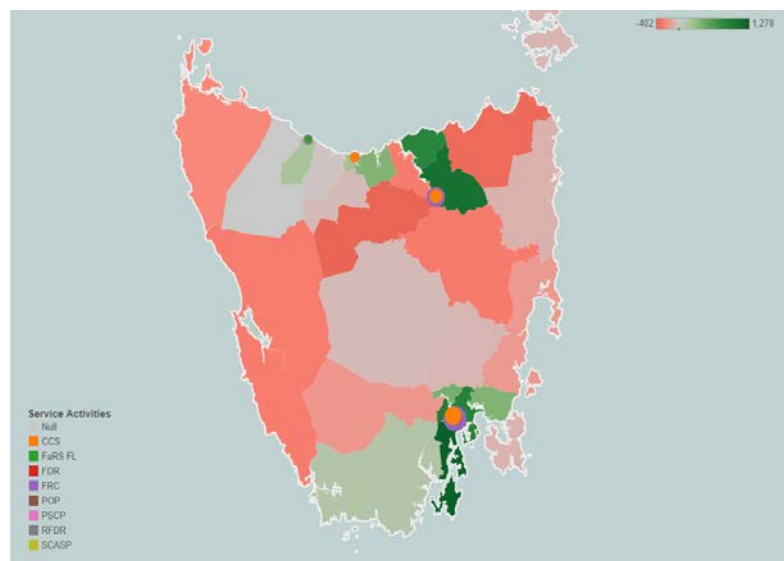 -402 1,278
Service Activities
Null
CCS
FaRS FL
FDR
FRC
POP
PSCP
RFDR
SCASP